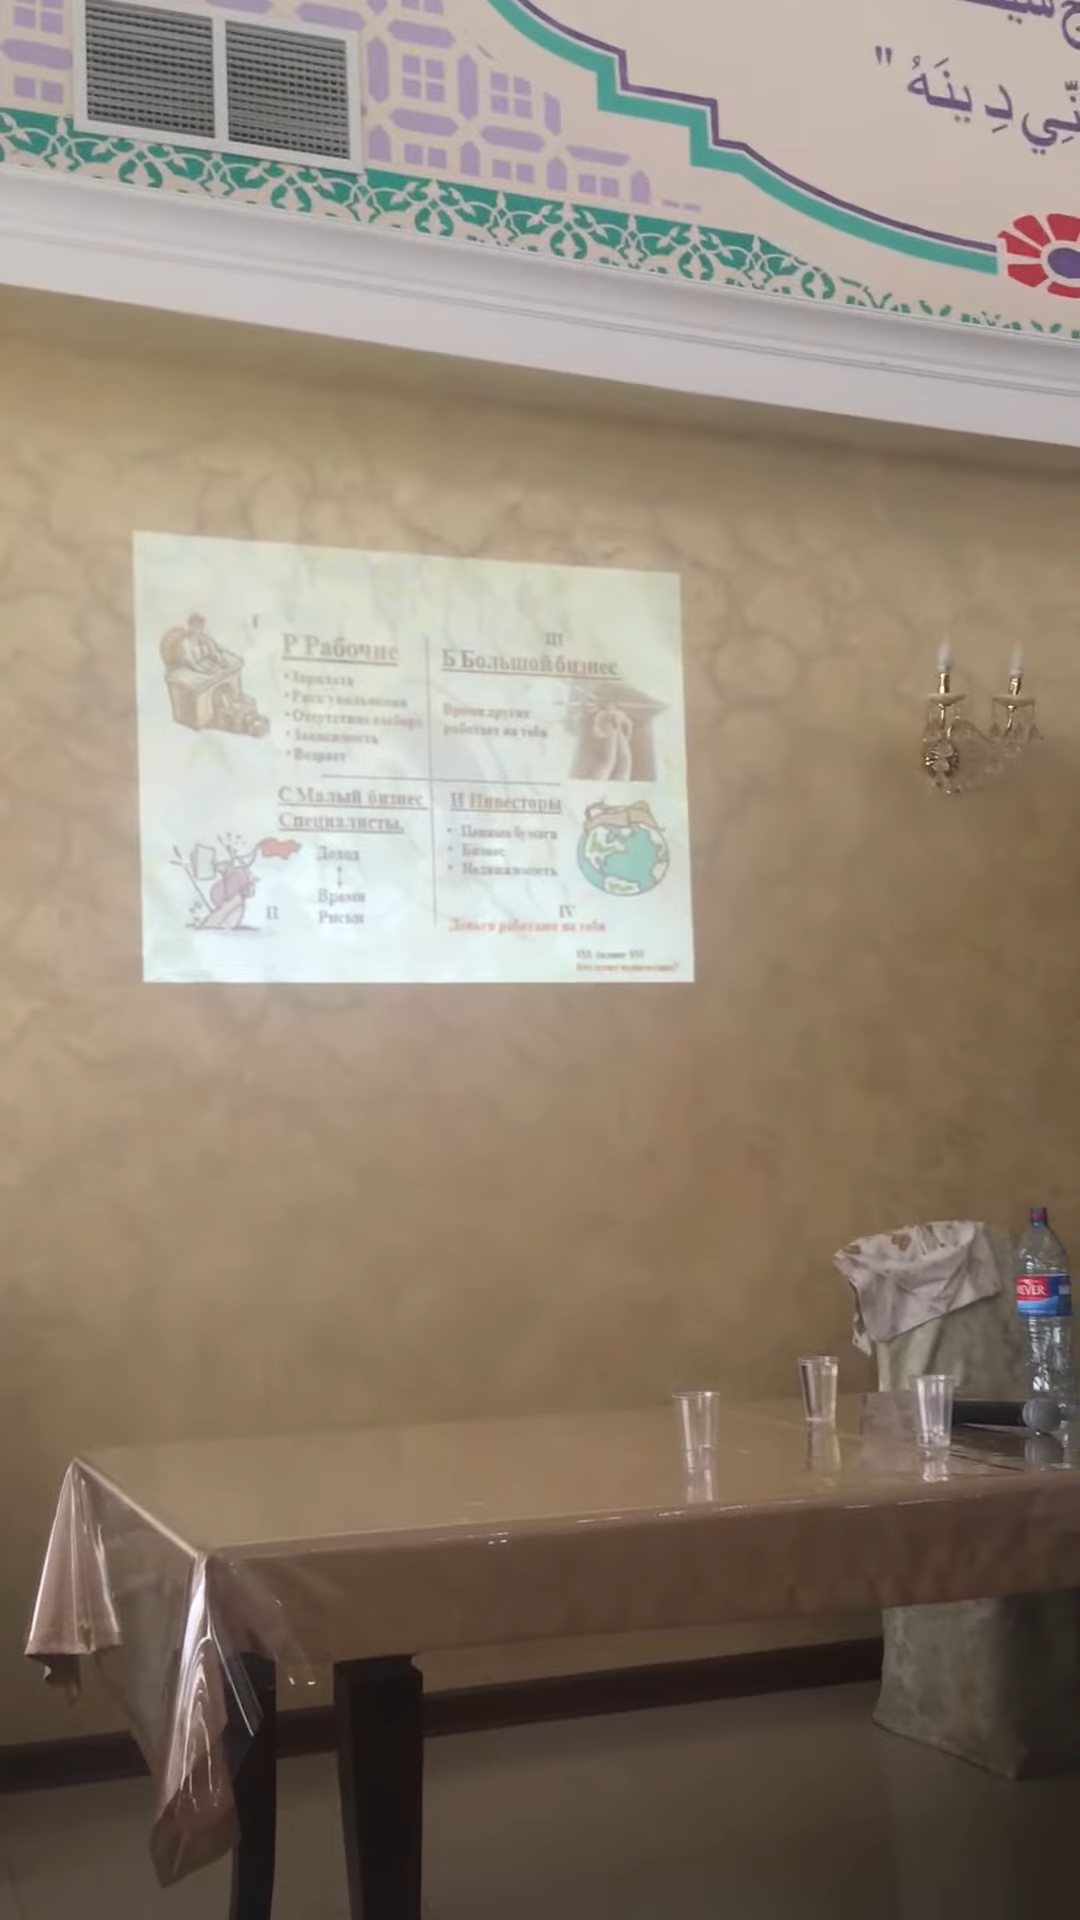 نِّي دِينَهُ "
I
Р Рабочие
• Зарплата
• Риск увольнения
• Отсутствие выбора
• Зависимость
• Возраст
III
Б Большой бизнес
Время других
работает на тебя
С Малый бизнес
Специалисты.
Доход
Время
Риски
II
И Инвесторы
• Ценные бумаги
• Бизнес
• Недвижимость
IV
Деньги работают на тебя
EVER